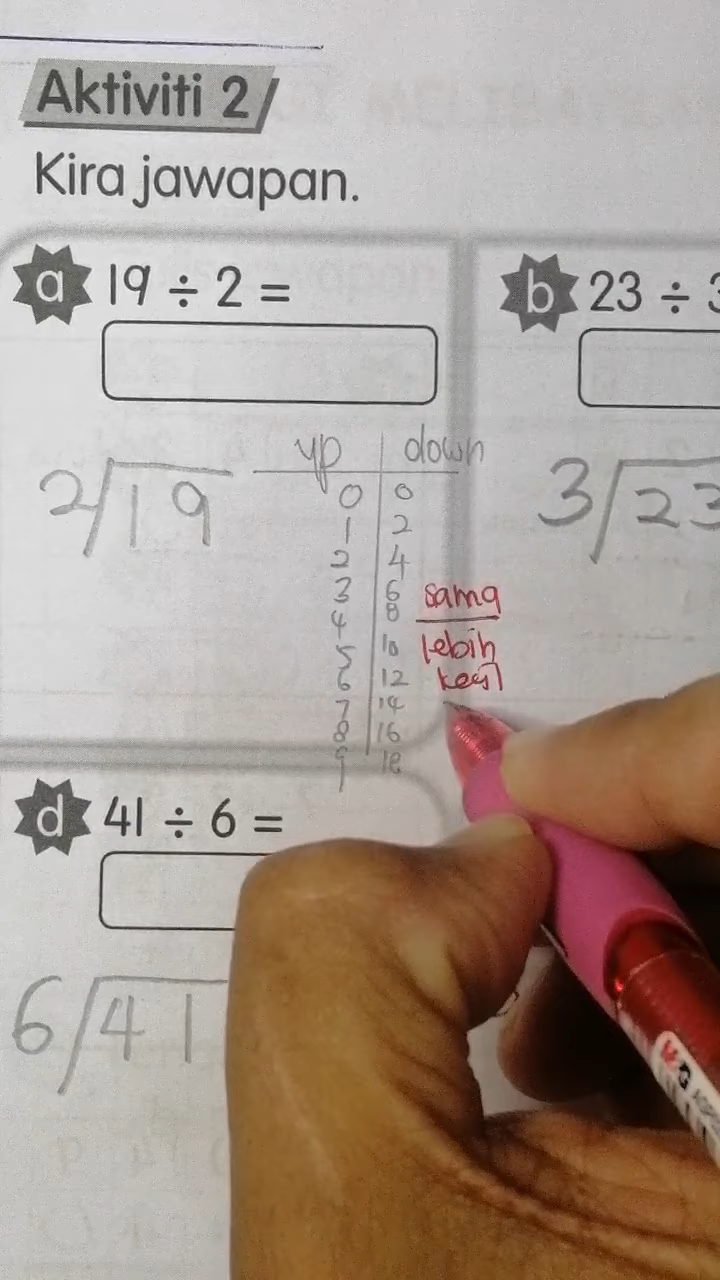 Aktiviti 2
Kira jawapan.
a 19 ÷ 2 =
b 23 ÷ 3
up down
2 19
3 23
0 0
1 2
2 4
3 6 sama
4 8
5 10 lebih
6 12 kecil
7 14
8 16
9 18
d 41 ÷ 6 =
6 41